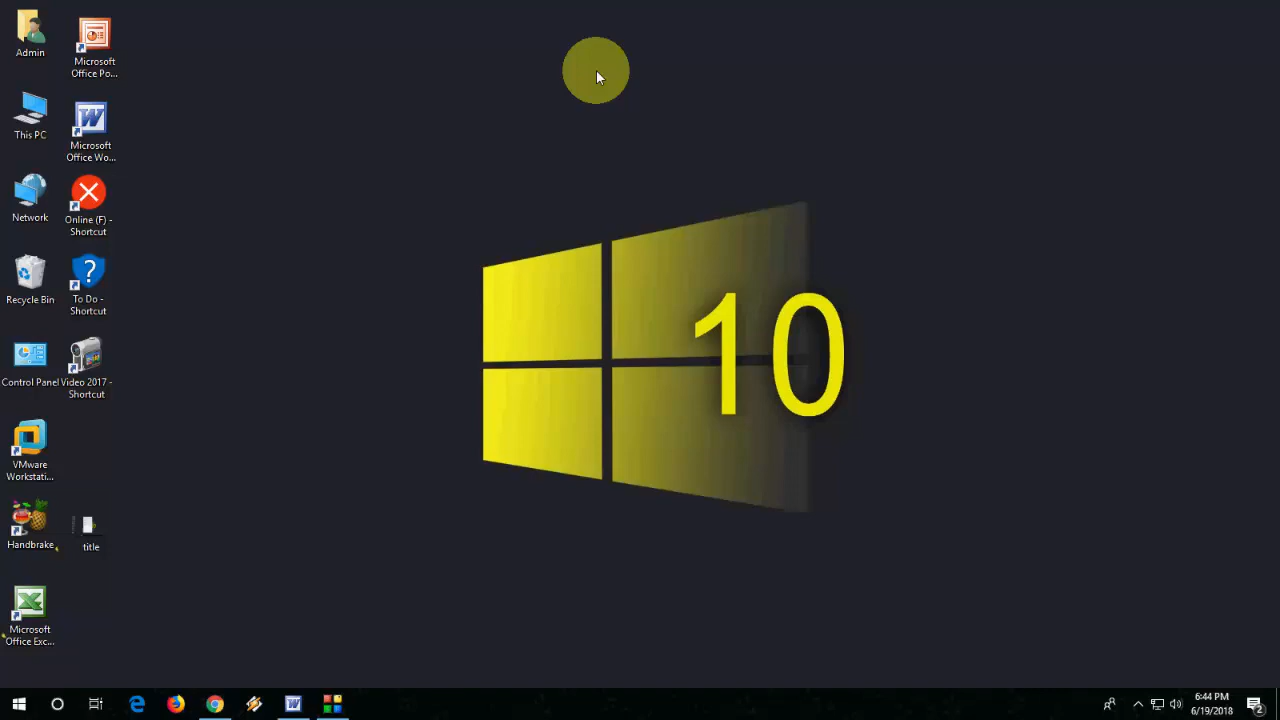 Admin
Microsoft
Office Po...
This PC
Microsoft
Office Wo...
Network
Online (F) -
Shortcut
Recycle Bin
To Do -
Shortcut
Control Panel
Video 2017 -
Shortcut
VMware
Workstati...
Handbrake
title
Microsoft
Office Exc...
10
6:44 PM
6/19/2018
2